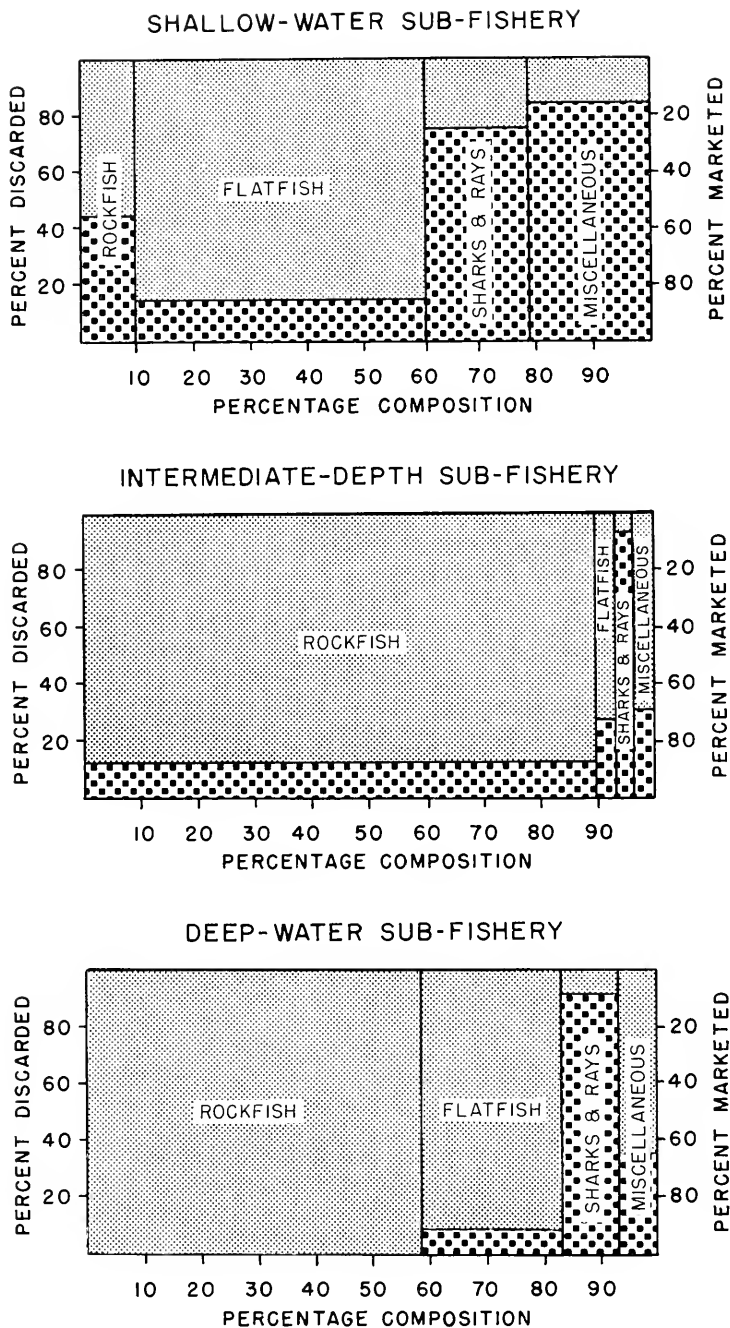 SHALLOW-WATER SUB-FISHERY
PERCENT DISCARDED
80
60
40
20
ROCKFISH
FLATFISH
SHARKS & RAYS
MISCELLANEOUS
20
40
60
80
PERCENT MARKETED
10 20 30 40 50 60 70 80 90
PERCENTAGE COMPOSITION
INTERMEDIATE-DEPTH SUB-FISHERY
PERCENT DISCARDED
80
60
40
20
ROCKFISH
FLATFISH
SHARKS & RAYS
MISCELLANEOUS
20
40
60
80
PERCENT MARKETED
10 20 30 40 50 60 70 80 90
PERCENTAGE COMPOSITION
DEEP-WATER SUB-FISHERY
PERCENT DISCARDED
80
60
40
20
ROCKFISH
FLATFISH
SHARKS & RAYS
MISCELLANEOUS
20
40
60
80
PERCENT MARKETED
10 20 30 40 50 60 70 80 90
PERCENTAGE COMPOSITION